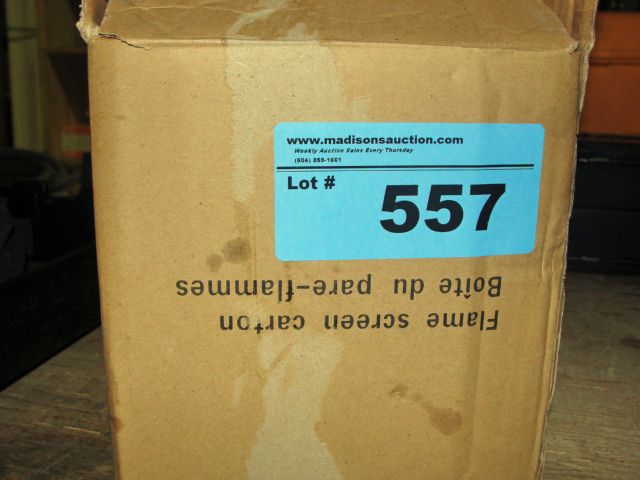 www.madisonsauction.com
Weekly Auction Sales Every Thursday
(604) 859-1661
Lot #
557
Flame screen carton
Boîte du pare-flammes